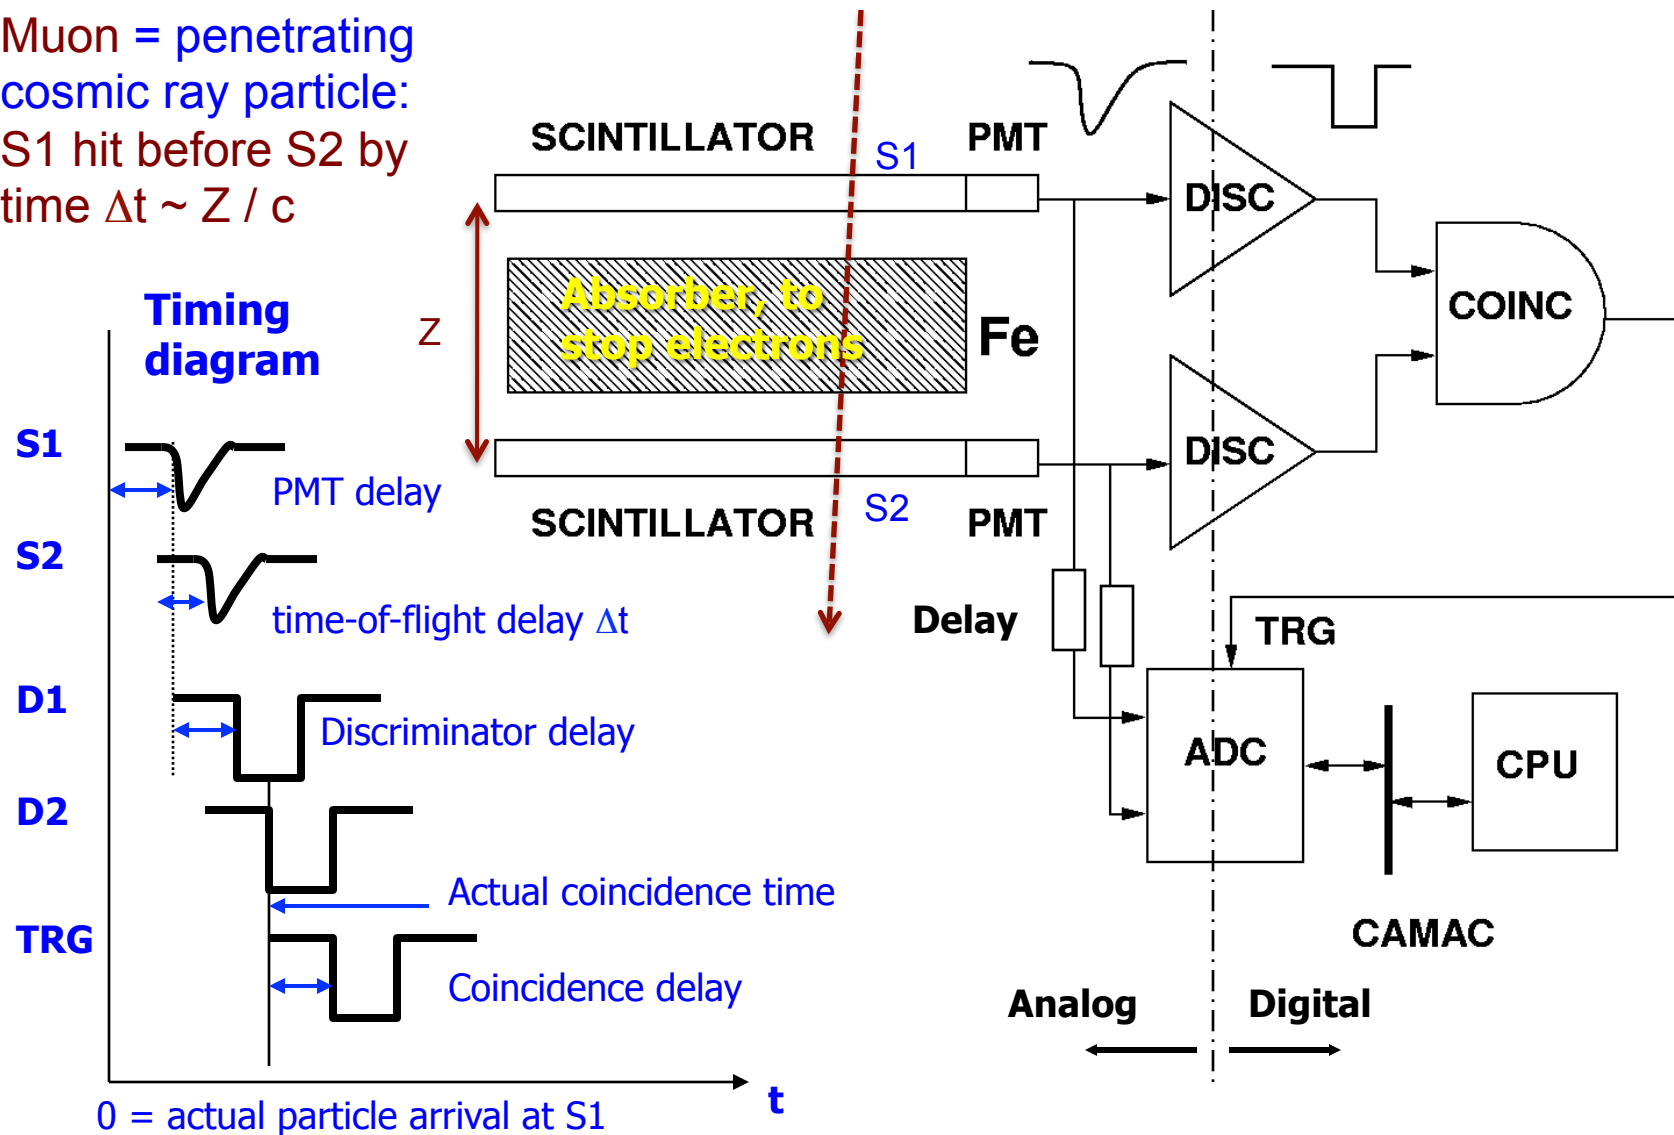 Muon = penetrating
cosmic ray particle:
S1 hit before S2 by
time Δt ~ Z / c
SCINTILLATOR
S1
PMT
DISC
Absorber, to
stop electrons
Fe
Z
COINC
DISC
SCINTILLATOR
S2
PMT
Delay
TRG
ADC
CPU
CAMAC
Analog
Digital
Timing
diagram
S1
PMT delay
S2
time-of-flight delay Δt
D1
Discriminator delay
D2
Actual coincidence time
TRG
Coincidence delay
t
0 = actual particle arrival at S1